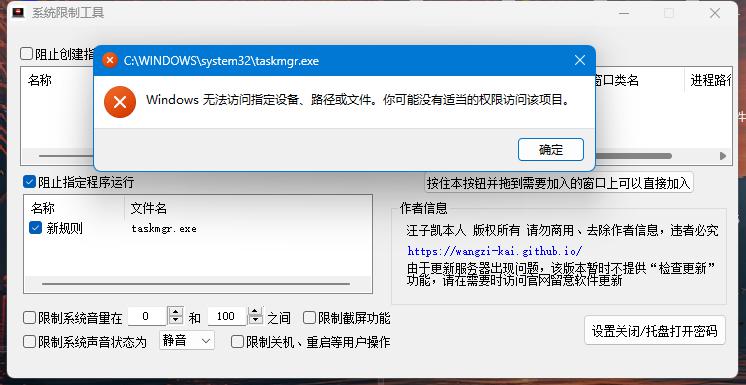 系统限制工具
阻止创建指
C:\WINDOWS\system32\taskmgr.exe
Windows 无法访问指定设备、路径或文件。你可能没有适当的权限访问该项目。
确定
名称
窗口类名
进程路径
阻止指定程序运行
按住本按钮并拖到需要加入的窗口上可以直接加入
名称 文件名
新规则 taskmgr.exe
作者信息
汪子凯本人 版权所有 请勿商用、去除作者信息，违者必究
https://wangzi-kai.github.io/
由于更新服务器出现问题，该版本暂时不提供“检查更新”
功能，请在需要时访问官网留意软件更新
限制系统音量在 0 和 100 之间 限制截屏功能
限制系统声音状态为 静音 限制关机、重启等用户操作
设置关闭/托盘打开密码
件